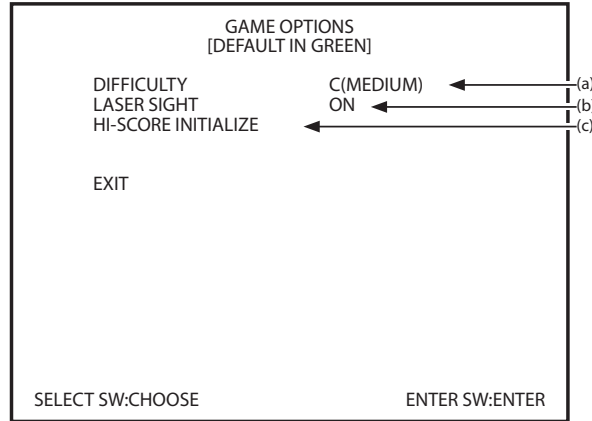 GAME OPTIONS
[DEFAULT IN GREEN]
DIFFICULTY C(MEDIUM) (a)
LASER SIGHT ON (b)
HI-SCORE INITIALIZE (c)
EXIT
SELECT SW:CHOOSE ENTER SW:ENTER